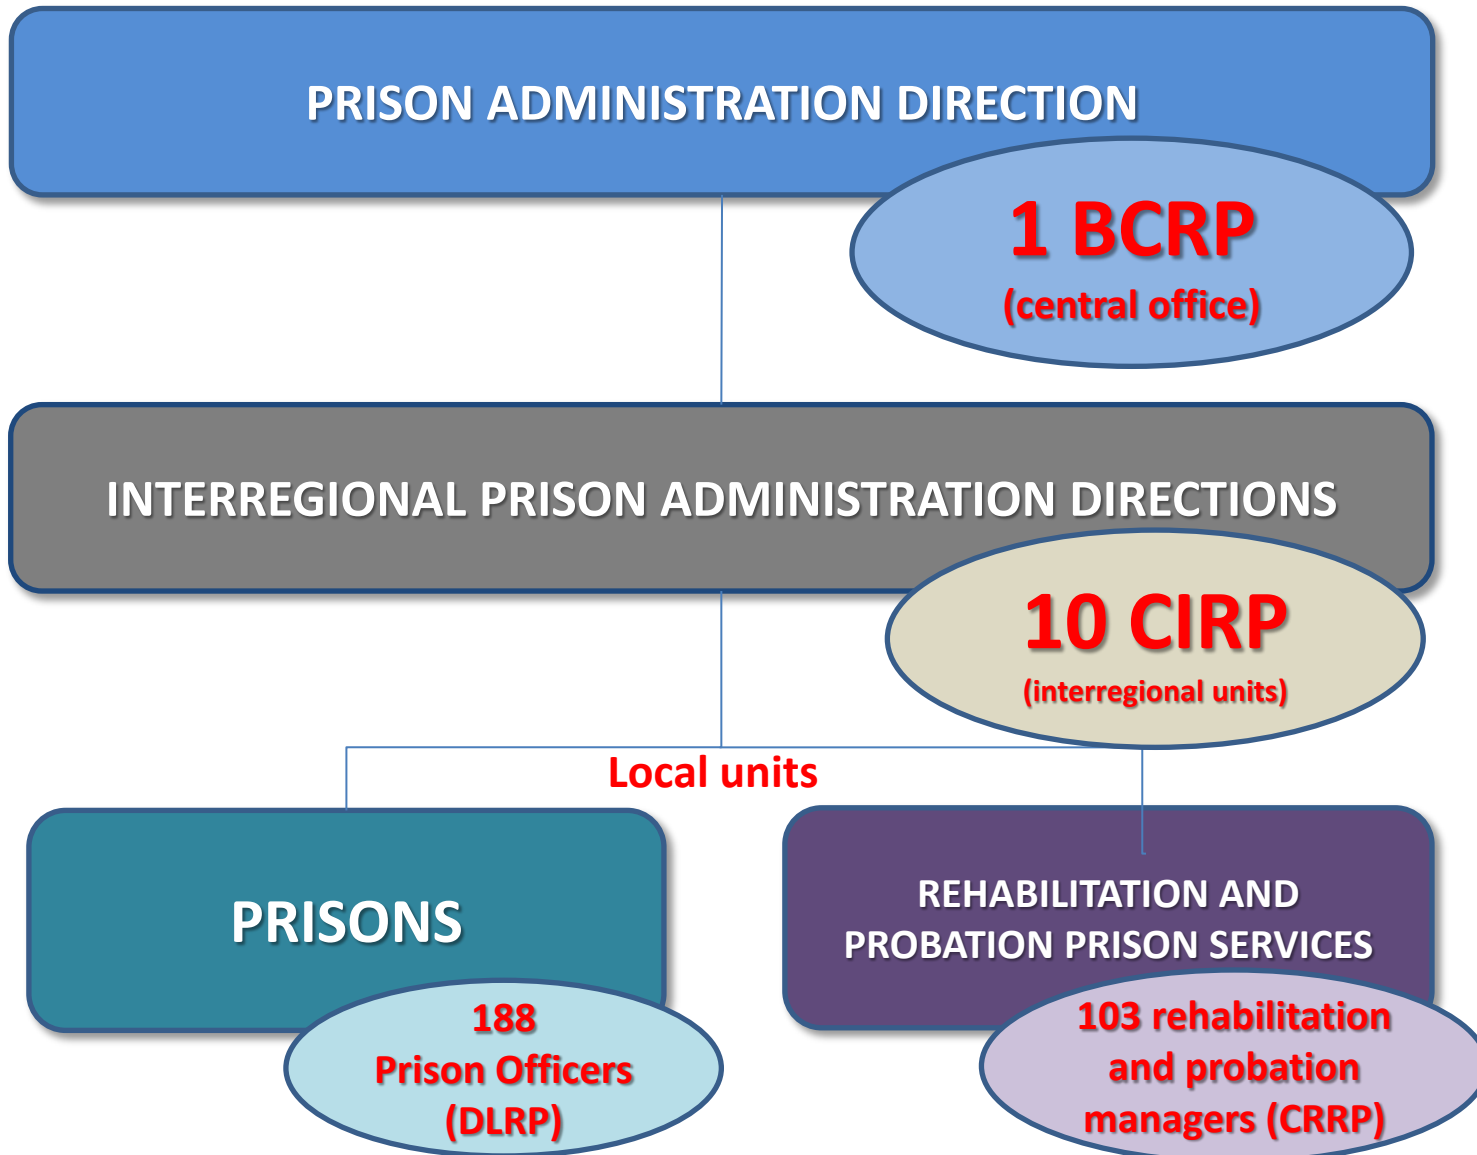 PRISON ADMINISTRATION DIRECTION
1 BCRP
(central office)
INTERREGIONAL PRISON ADMINISTRATION DIRECTIONS
10 CIRP
(interregional units)
Local units
PRISONS
188
Prison Officers
(DLRP)
REHABILITATION AND
PROBATION PRISON SERVICES
103 rehabilitation
and probation
managers (CRRP)